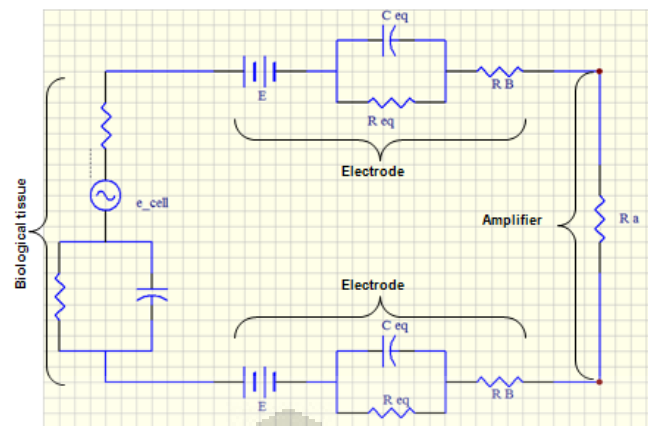 C eq
E
R B
R eq
Electrode
Biological tissue
e_cell
Amplifier
R a
Electrode
C eq
E
R eq
R B